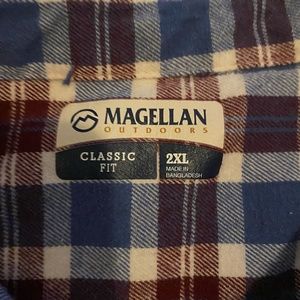 MAGELLAN
OUTDOORS
CLASSIC
FIT
2XL
MADE IN
BANGLADESH